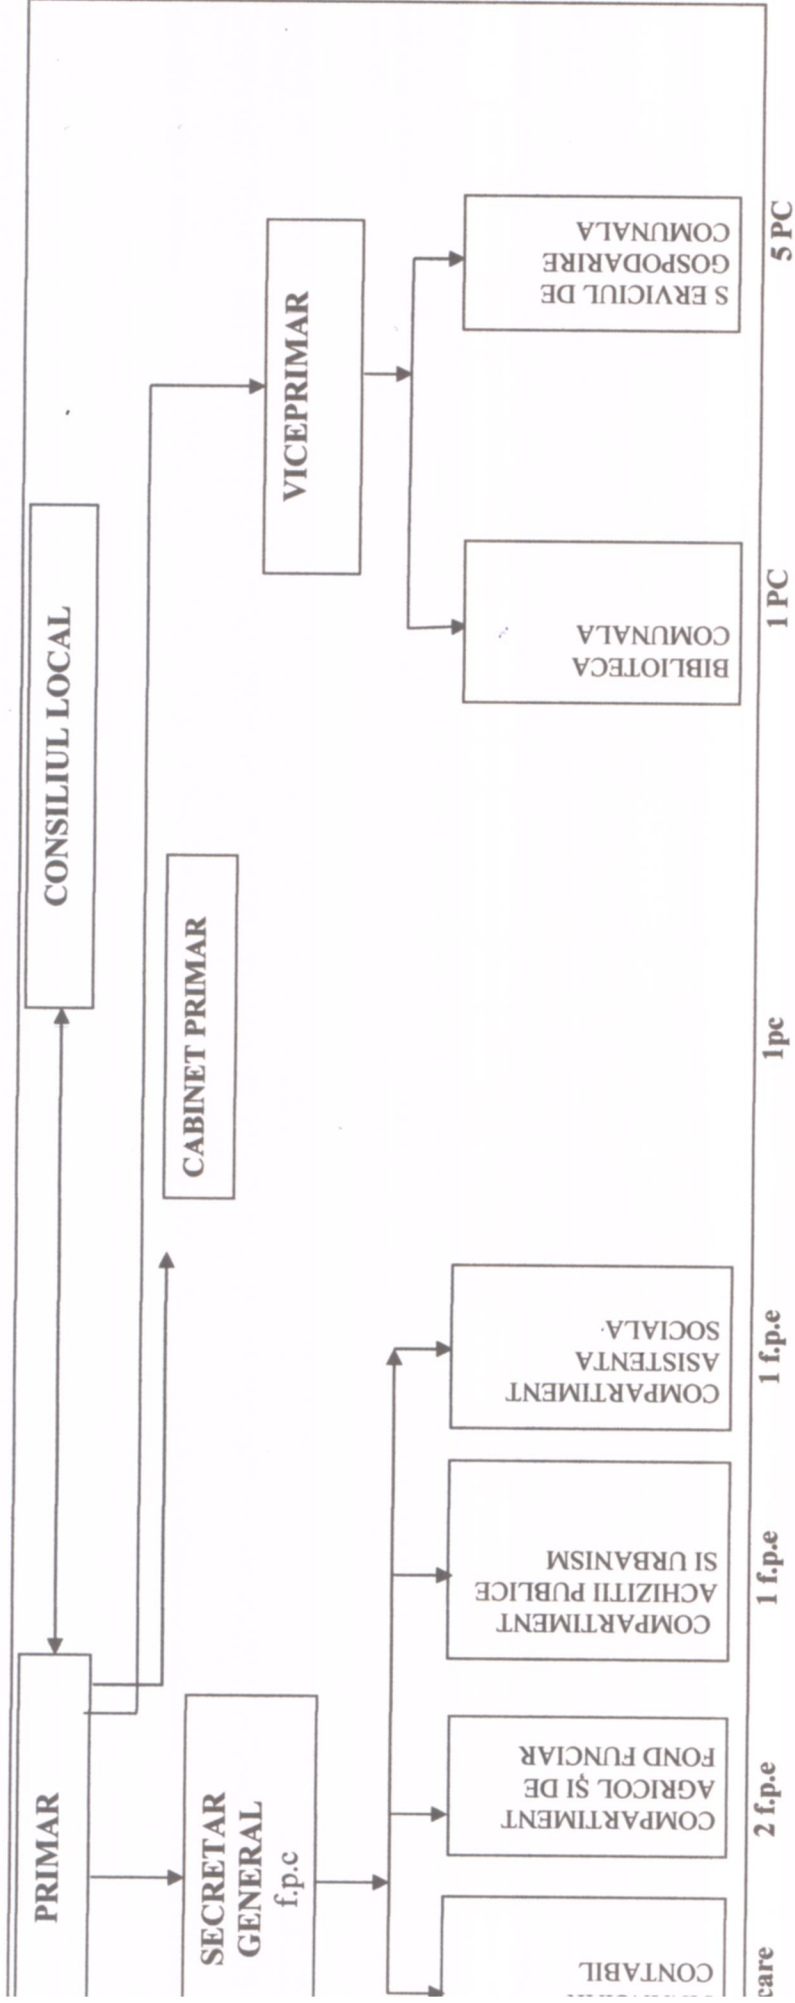 CONSILIUL LOCAL
PRIMAR
CABINET PRIMAR
SECRETAR
GENERAL
f.p.c
VICEPRIMAR
CONTABIL
COMPARTIMENT
AGRICOL ȘI DE
FOND FUNCIAR
COMPARTIMENT
ACHIZITII PUBLICE
SI URBANISM
COMPARTIMENT
ASISTENTA
SOCIALA
BIBLIOTECA
COMUNALA
S ERVICIUL DE
GOSPODARIRE
COMUNALA
care
2 f.p.e
1 f.p.e
1 f.p.e
1pc
1 PC
5 PC